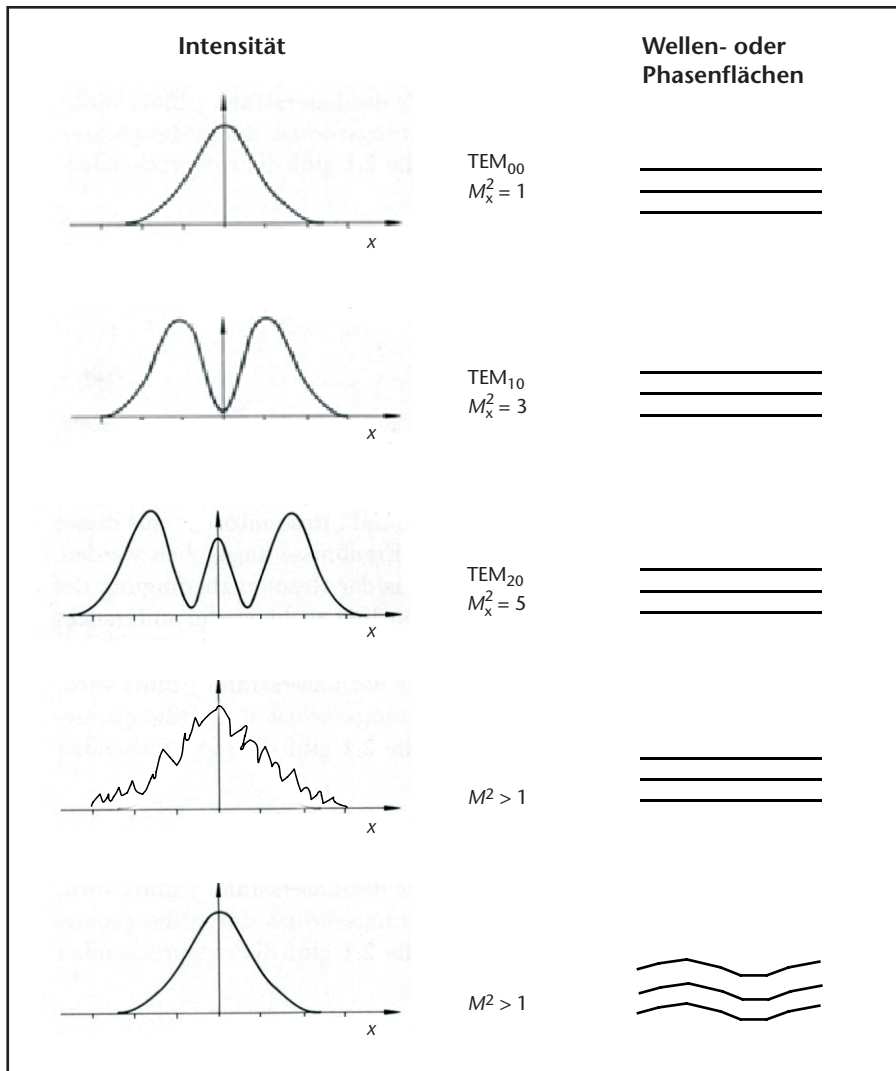 Intensität
Wellen- oder
Phasenflächen
TEM₀₀
M²ₓ = 1
x
TEM₁₀
M²ₓ = 3
x
TEM₂₀
M²ₓ = 5
x
M² > 1
x
M² > 1
x